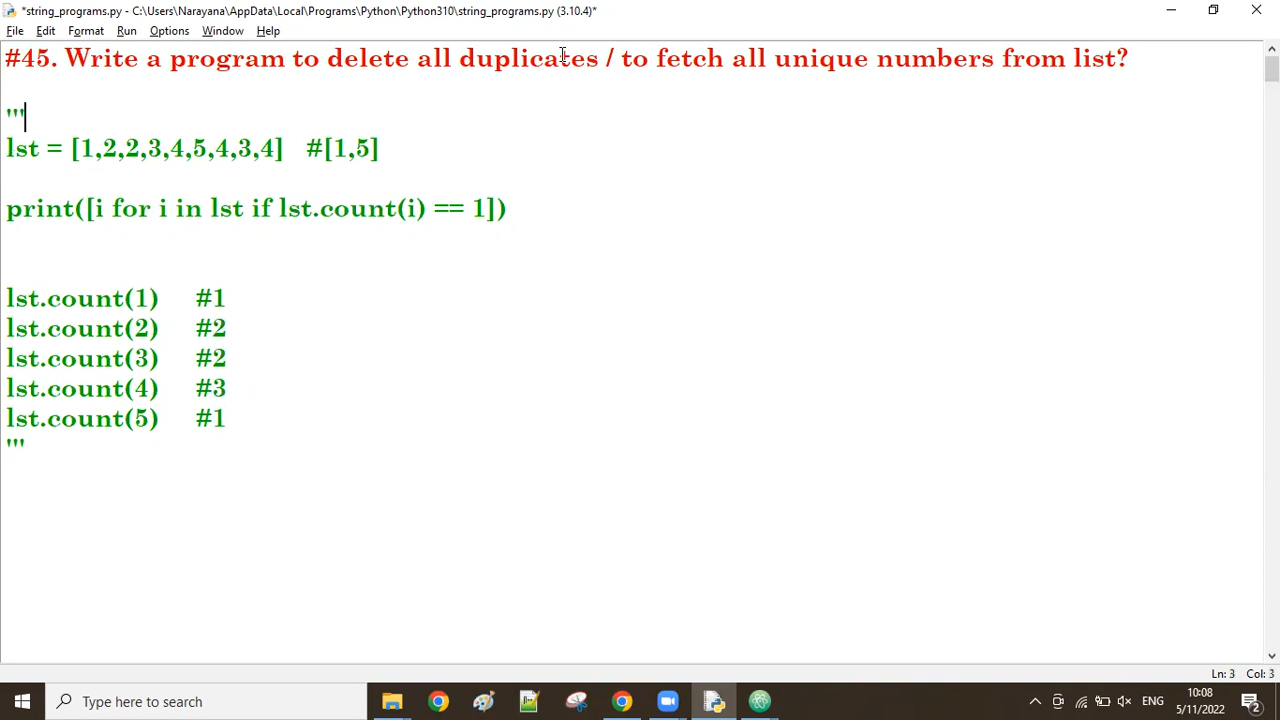 *string_programs.py - C:\Users\Narayana\AppData\Local\Programs\Python\Python310\string_programs.py (3.10.4)*
File Edit Format Run Options Window Help
#45. Write a program to delete all duplicates / to fetch all unique numbers from list?
'''
lst = [1,2,2,3,4,5,4,3,4] #[1,5]
print([i for i in lst if lst.count(i) == 1])
lst.count(1) #1
lst.count(2) #2
lst.count(3) #2
lst.count(4) #3
lst.count(5) #1
'''
Ln: 3 Col: 3
Type here to search
ENG
10:08
5/11/2022
2